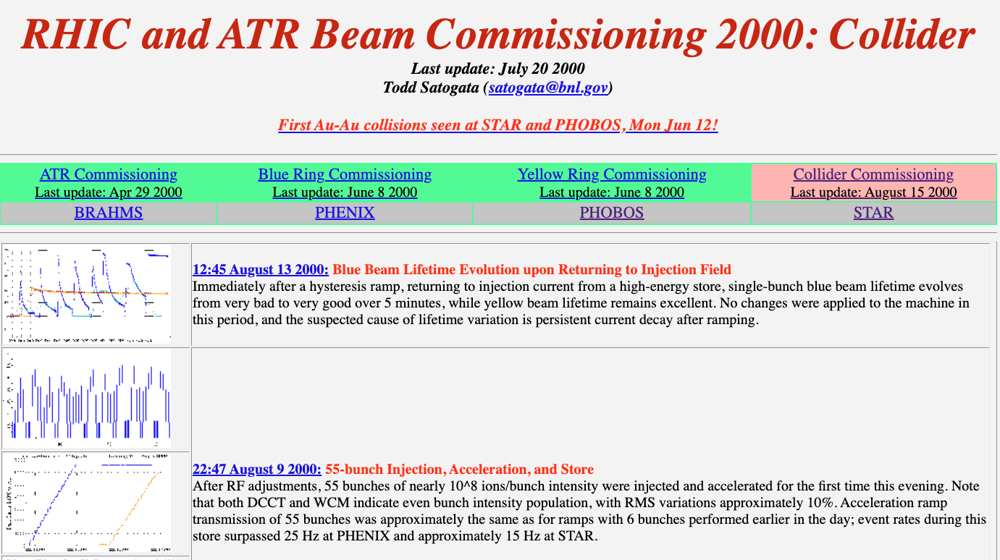 RHIC and ATR Beam Commissioning 2000: Collider
Last update: July 20 2000
Todd Satogata (satogata@bnl.gov)
First Au-Au collisions seen at STAR and PHOBOS, Mon Jun 12!
ATR Commissioning
Last update: Apr 29 2000
Blue Ring Commissioning
Last update: June 8 2000
Yellow Ring Commissioning
Last update: June 8 2000
Collider Commissioning
Last update: August 15 2000
BRAHMS
PHENIX
PHOBOS
STAR
12:45 August 13 2000: Blue Beam Lifetime Evolution upon Returning to Injection Field
Immediately after a hysteresis ramp, returning to injection current from a high-energy store, single-bunch blue beam lifetime evolves
from very bad to very good over 5 minutes, while yellow beam lifetime remains excellent. No changes were applied to the machine in
this period, and the suspected cause of lifetime variation is persistent current decay after ramping.
22:47 August 9 2000: 55-bunch Injection, Acceleration, and Store
After RF adjustments, 55 bunches of nearly 10^8 ions/bunch intensity were injected and accelerated for the first time this evening. Note
that both DCCT and WCM indicate even bunch intensity population, with RMS variations approximately 10%. Acceleration ramp
transmission of 55 bunches was approximately the same as for ramps with 6 bunches performed earlier in the day; event rates during this
store surpassed 25 Hz at PHENIX and approximately 15 Hz at STAR.